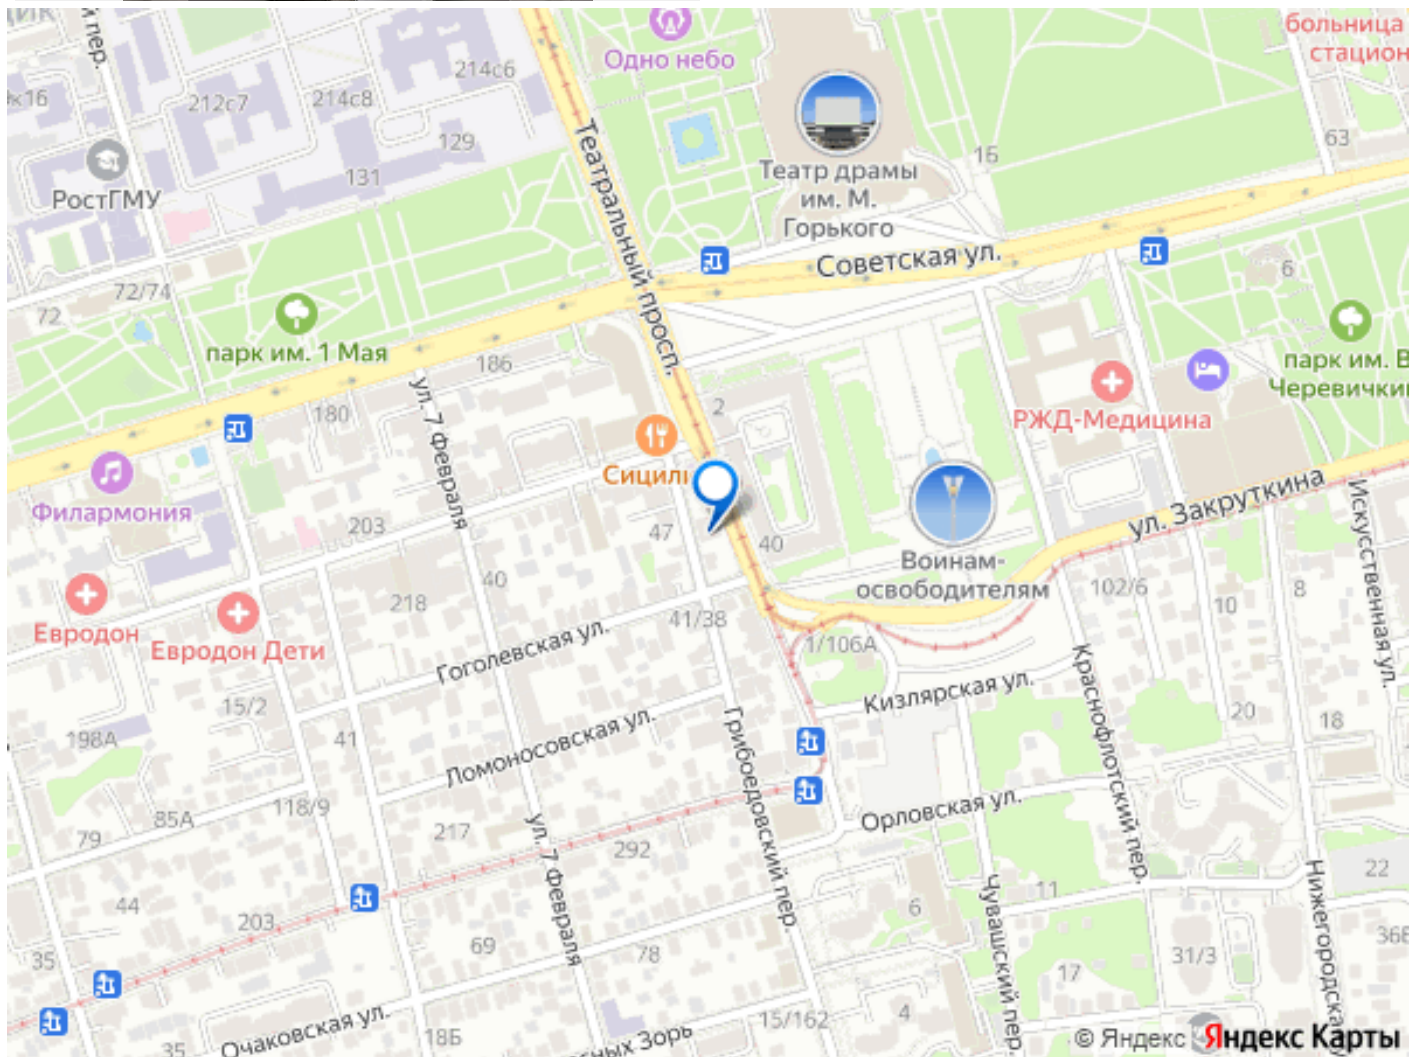 больница
стацион
Одно небо
214с6
212с7
214с8
129
131
63
16
РостГМУ
Театр драмы
им. М.
Горького
Театральный просп.
Советская ул.
6
72/74
72
парк им. 1 Мая
186
180
2
парк им. В
Черевички
РЖД-Медицина
ул. 7 Февраля
Сицили
Филармония
203
47
40
40
218
Воинам-
освободителям
ул. Закруткина
Искусственная ул.
102/6
10
8
Евродон
Евродон Дети
41/38
1/106А
Гоголевская ул.
Кизлярская ул.
Краснофлотский пер.
15/2
198А
41
20
18
Ломоносовская ул.
Грибоедовский пер.
118/9
85А
79
217
292
ул. 7 Февраля
Орловская ул.
22
11
Чувашский пер.
Нижегородская
44
203
6
69
78
35
17
31/3
36Б
4
15/162
18Б
35
Очаковская ул.
сных Зорь
© Яндекс
Яндекс Карты